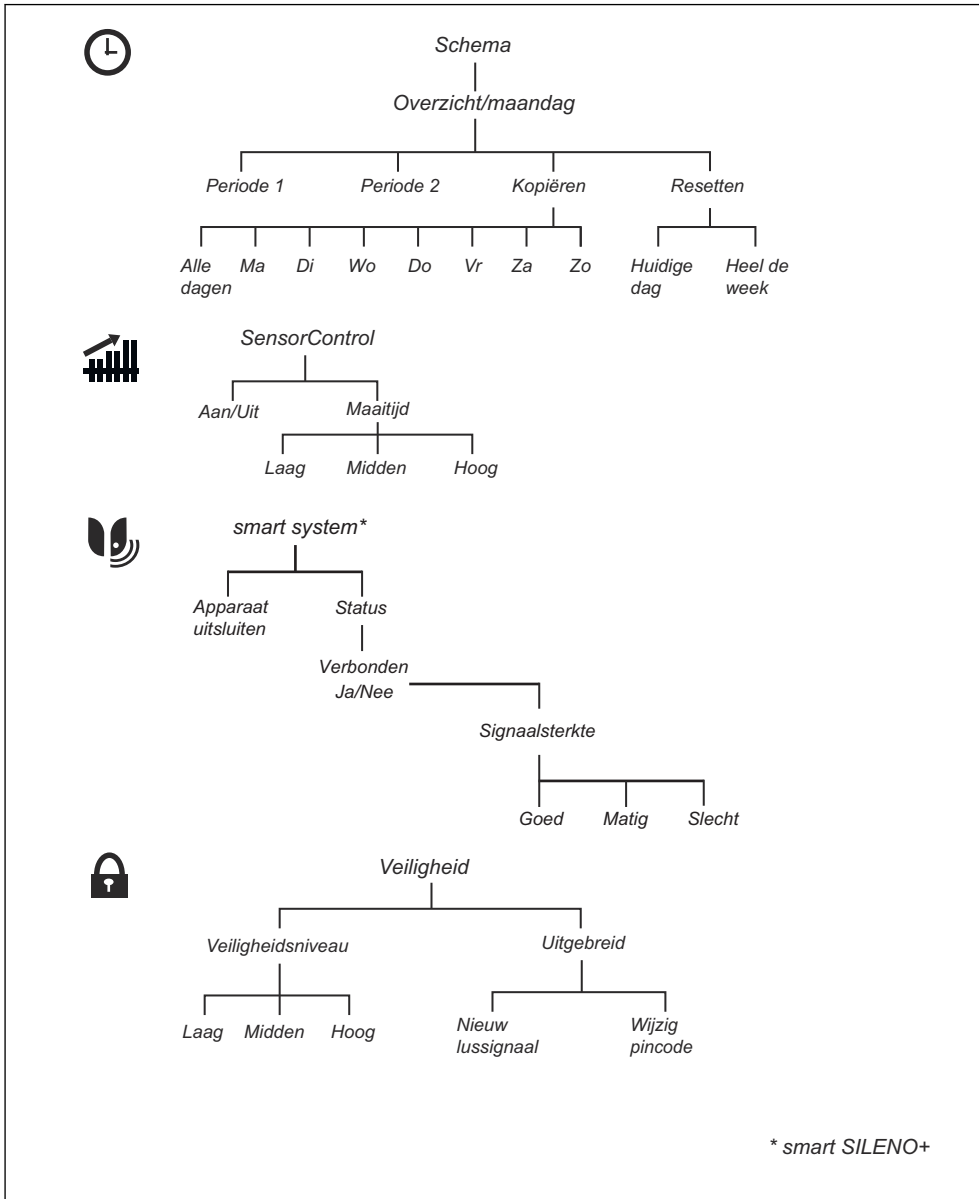 Schema
Overzicht/maandag
Periode 1 Periode 2 Kopiëren Resetten
Alle Ma Di Wo Do Vr Za Zo Huidige Heel de
dagen dag week
SensorControl
Aan/Uit Maaitijd
Laag Midden Hoog
smart system*
Apparaat Status
uitsluiten
Verbonden
Ja/Nee
Signaalsterkte
Goed Matig Slecht
Veiligheid
Veiligheidsniveau Uitgebreid
Laag Midden Hoog Nieuw Wijzig
lussignaal pincode
* smart SILENO+